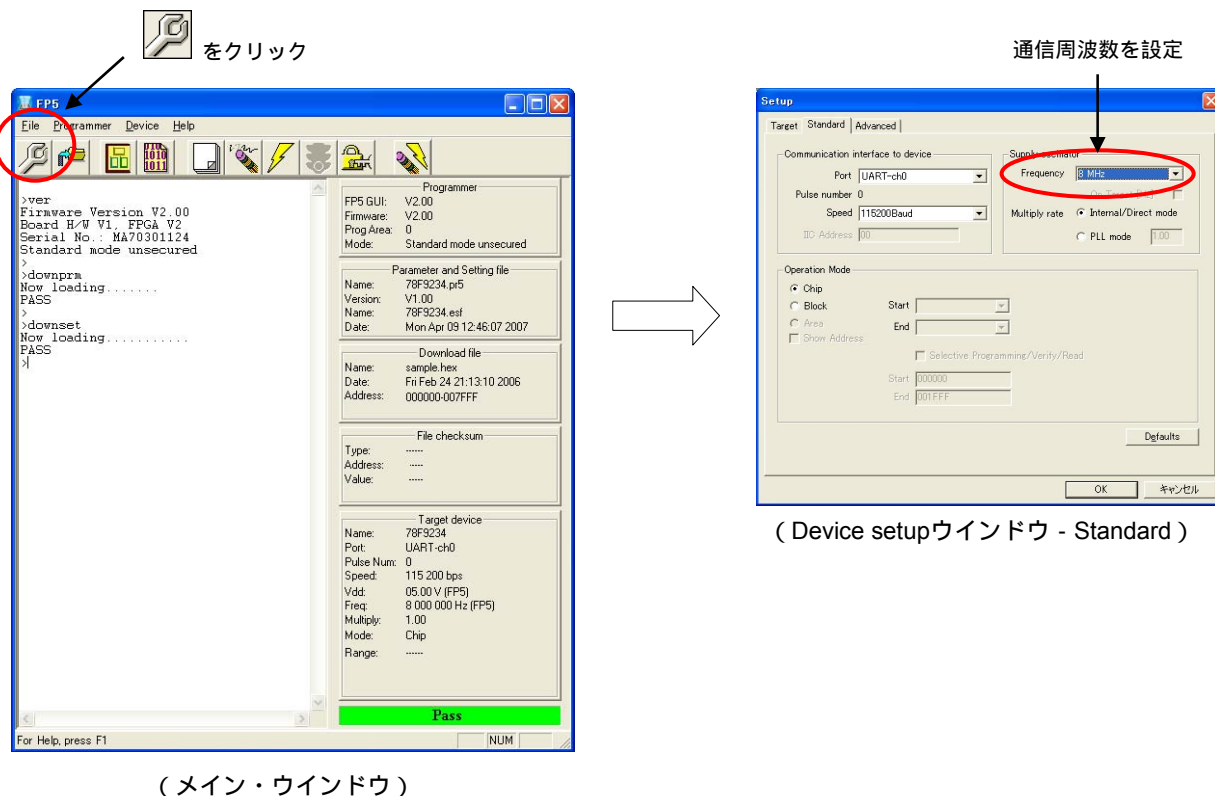 をクリック
通信周波数を設定
FP5
File Programmer Device Help
>ver
Firmware Version V2.00
Board H/W V1, FPGA V2
Serial No.: MA70301124
Standard mode unsecured
>
>downprm
Now loading.......
PASS
>
>downset
Now loading...........
PASS
>
Programmer
FP5 GUI: V2.00
Firmware: V2.00
Prog Area: 0
Mode: Standard mode unsecured
Parameter and Setting file
Name: 78F9234.pr5
Version: V1.00
Name: 78F9234.esf
Date: Mon Apr 09 12:46:07 2007
Download file
Name: sample.hex
Date: Fri Feb 24 21:13:10 2006
Address: 000000-007FFF
File checksum
Type: ------
Address: -----
Value: -----
Target device
Name: 78F9234
Port: UART-ch0
Pulse Num: 0
Speed: 115 200 bps
Vdd: 05.00 V (FP5)
Freq: 8 000 000 Hz (FP5)
Multiply: 1.00
Mode: Chip
Range: ------
Pass
For Help, press F1 NUM
(メイン・ウインドウ)
Setup
Target Standard Advanced
Communication interface to device
Port UART-ch0
Pulse number 0
Speed 115200Baud
IIC Address 00
Supply oscillator
Frequency 8 MHz
On Target
Multiply rate Internal/Direct mode
PLL mode 1.00
Operation Mode
Chip
Block Start
Area End
Show Address
Selective Programming/Verify/Read
Start 000000
End 001FFF
Defaults
OK キャンセル
(Device setupウインドウ - Standard)